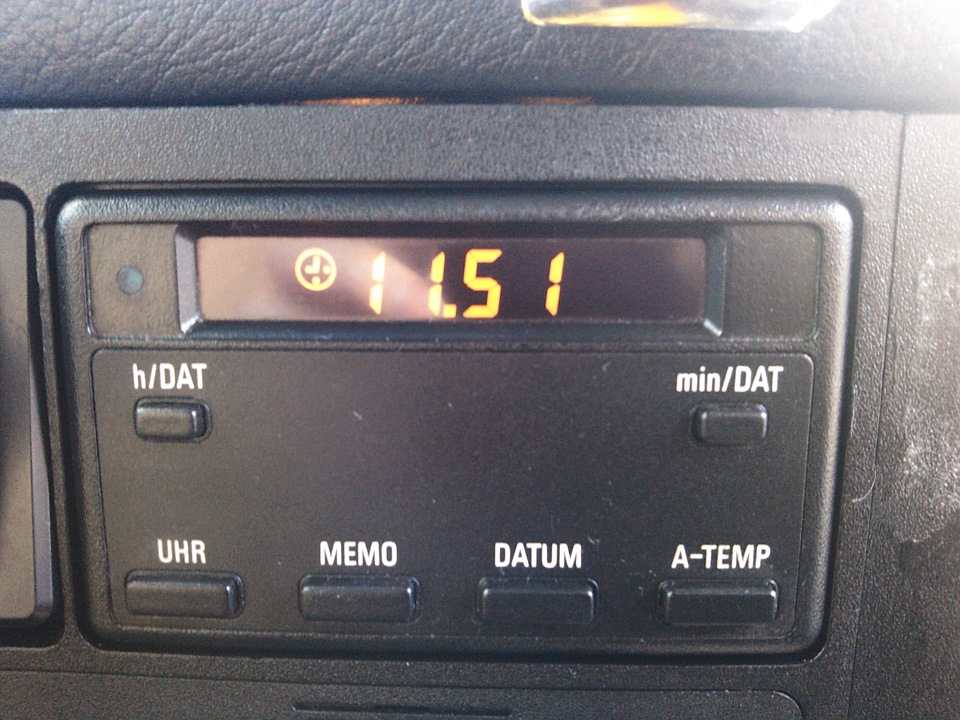 11.51
h/DAT min/DAT
UHR MEMO DATUM A-TEMP